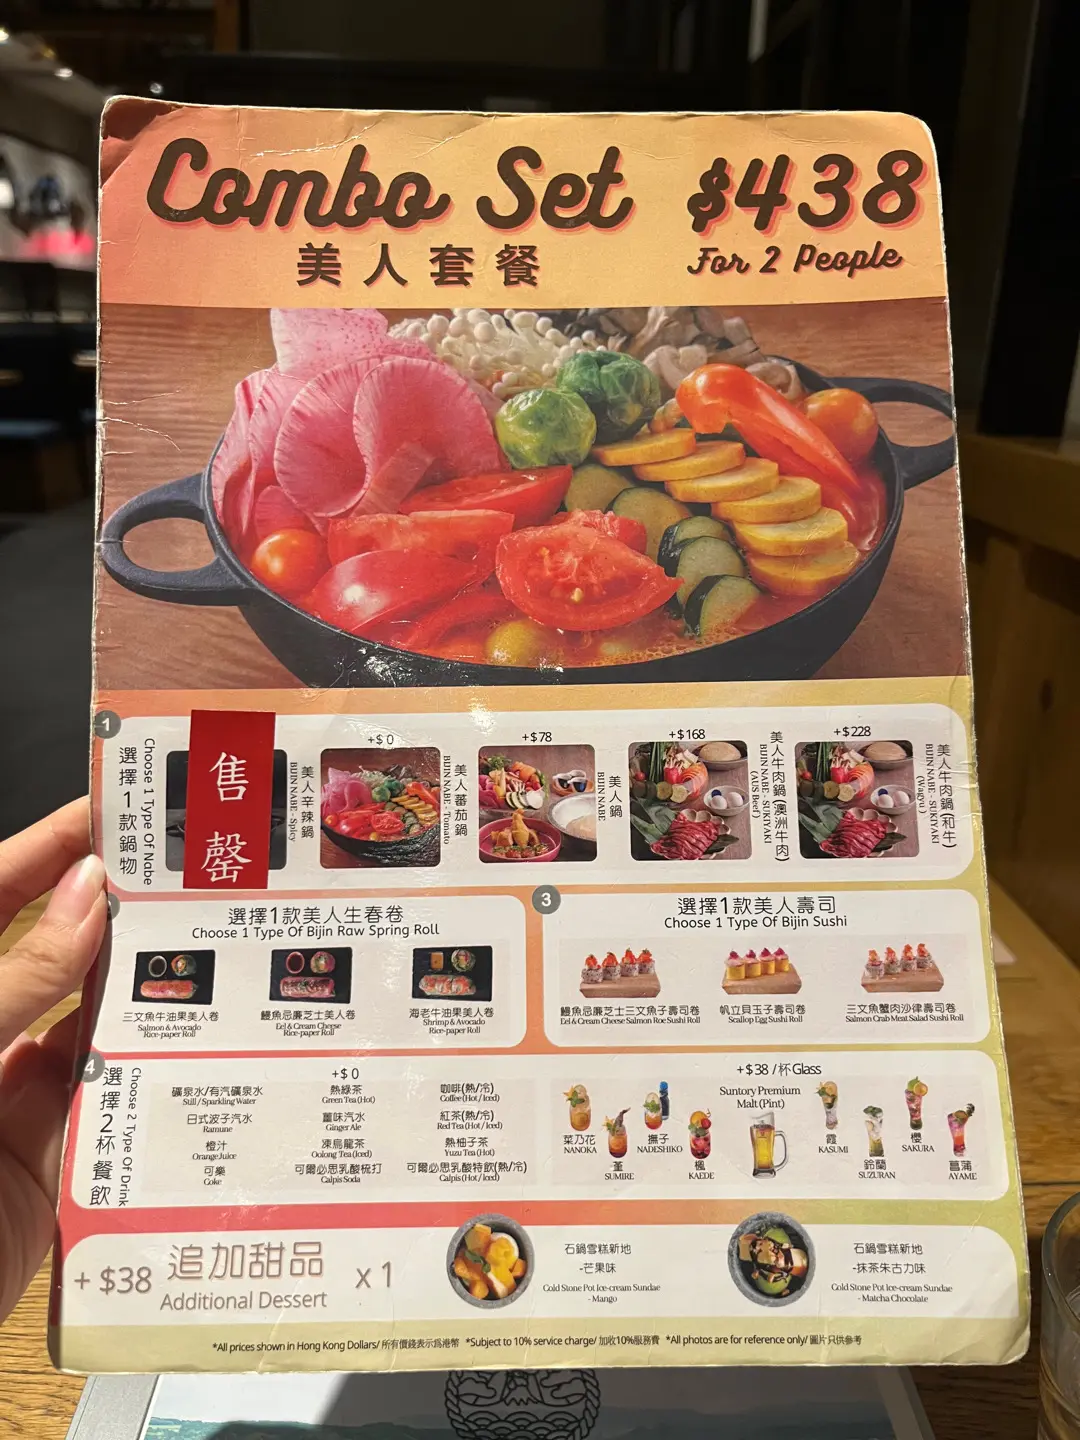 Combo Set $438
美人套餐
For 2 People
1
選擇1款鍋物
Choose 1 Type Of Nabe
售罄
美人辛辣鍋
BIJIN NABE - Spicy
+$ 0
美人蕃茄鍋
BIJIN NABE - Tomato
+$78
美人鍋
BIJIN NABE
+$168
美人牛肉鍋(澳洲牛肉)
BIJIN NABE - SUKIYAKI
(AUS Beef)
+$228
美人牛肉鍋(和牛)
BIJIN NABE - SUKIYAKI
(Wagyu)
選擇1款美人生春卷
Choose 1 Type Of Bijin Raw Spring Roll
三文魚牛油果美人卷
Salmon & Avocado
Rice-paper Roll
鰻魚忌廉芝士美人卷
Eel & Cream Cheese
Rice-paper Roll
海老牛油果美人卷
Shrimp & Avocado
Rice-paper Roll
3
選擇1款美人壽司
Choose 1 Type Of Bijin Sushi
鰻魚忌廉芝士三文魚子壽司卷
Eel & Cream Cheese Salmon Roe Sushi Roll
帆立貝玉子壽司卷
Scallop Egg Sushi Roll
三文魚蟹肉沙律壽司卷
Salmon Crab Meat Salad Sushi Roll
4
選擇2杯餐飲
Choose 2 Type Of Drink
+$ 0
礦泉水/有汽礦泉水
Still / Sparkling Water
日式波子汽水
Ramune
橙汁
Orange Juice
可樂
Coke
熱綠茶
Green Tea (Hot)
薑味汽水
Ginger Ale
凍烏龍茶
Oolong Tea (Iced)
可爾必思乳酸梳打
Calpis Soda
咖啡(熱/冷)
Coffee (Hot / Iced)
紅茶(熱/冷)
Red Tea (Hot / Iced)
熱柚子茶
Yuzu Tea (Hot)
可爾必思乳酸特飲(熱/冷)
Calpis (Hot / Iced)
+$38 /杯Glass
菜乃花
NANOKA
菫
SUMIRE
撫子
NADESHIKO
楓
KAEDE
Suntory Premium
Malt (Pint)
霞
KASUMI
鈴蘭
SUZURAN
櫻
SAKURA
菖蒲
AYAME
+ $38 追加甜品 x 1
Additional Dessert
石鍋雪糕新地
-芒果味
Cold Stone Pot Ice-cream Sundae
- Mango
石鍋雪糕新地
-抹茶朱古力味
Cold Stone Pot Ice-cream Sundae
- Matcha Chocolate
*All prices shown in Hong Kong Dollars/ 所有價錢表示為港幣 *Subject to 10% service charge/ 加收10%服務費 *All photos are for reference only/ 圖片只供參考